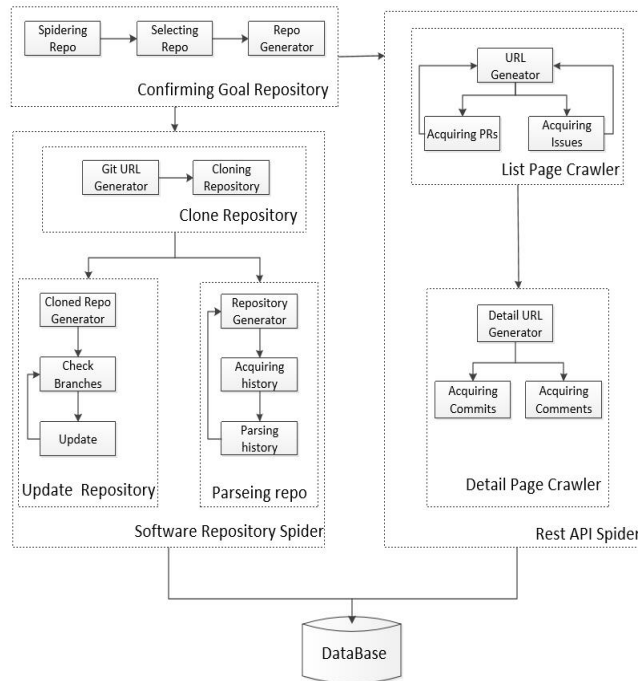 Spidering
Repo
Selecting
Repo
Repo
Generator
Confirming Goal Repository
URL
Geneator
Acquiring PRs
Acquiring
Issues
List Page Crawler
Git URL
Generator
Cloning
Repository
Clone Repository
Cloned Repo
Generator
Check
Branches
Update
Update Repository
Repository
Generator
Acquiring
history
Parsing
history
Parseing repo
Software Repository Spider
Detail URL
Generator
Acquiring
Commits
Acquiring
Comments
Detail Page Crawler
Rest API Spider
DataBase